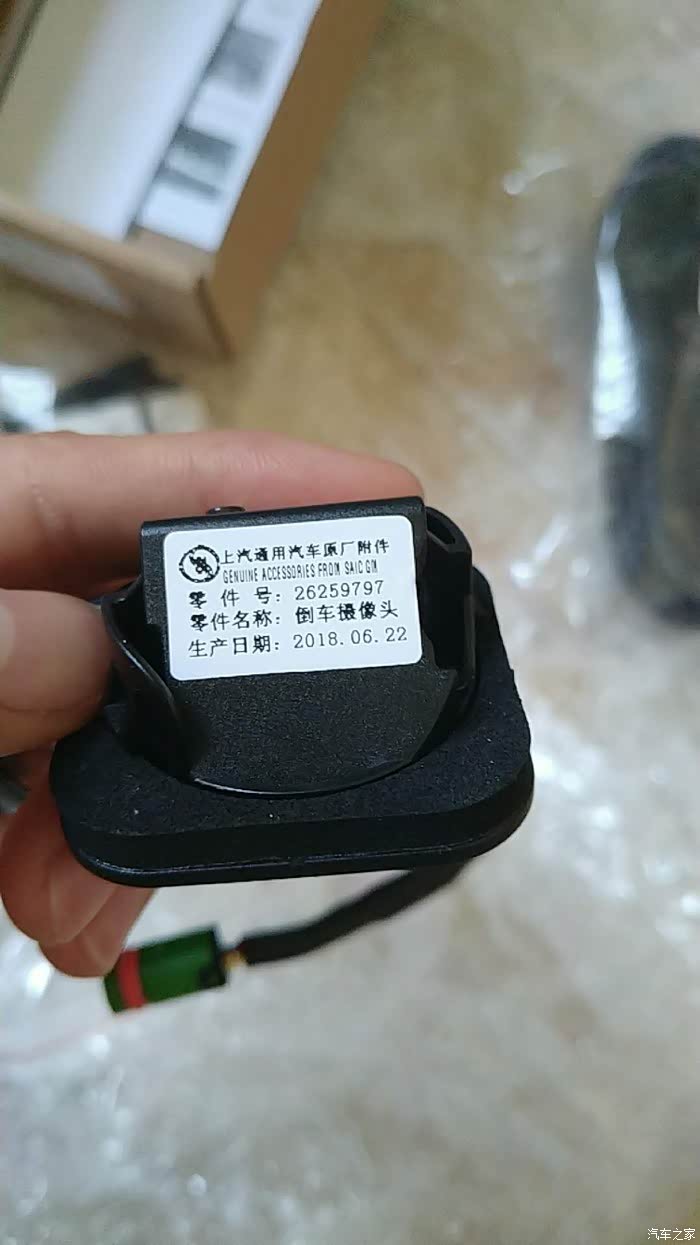 上汽通用汽车原厂附件
GENUINE ACCESSORIES FROM SAIC GM
零 件 号: 26259797
零件名称: 倒车摄像头
生产日期: 2018.06.22
汽车之家